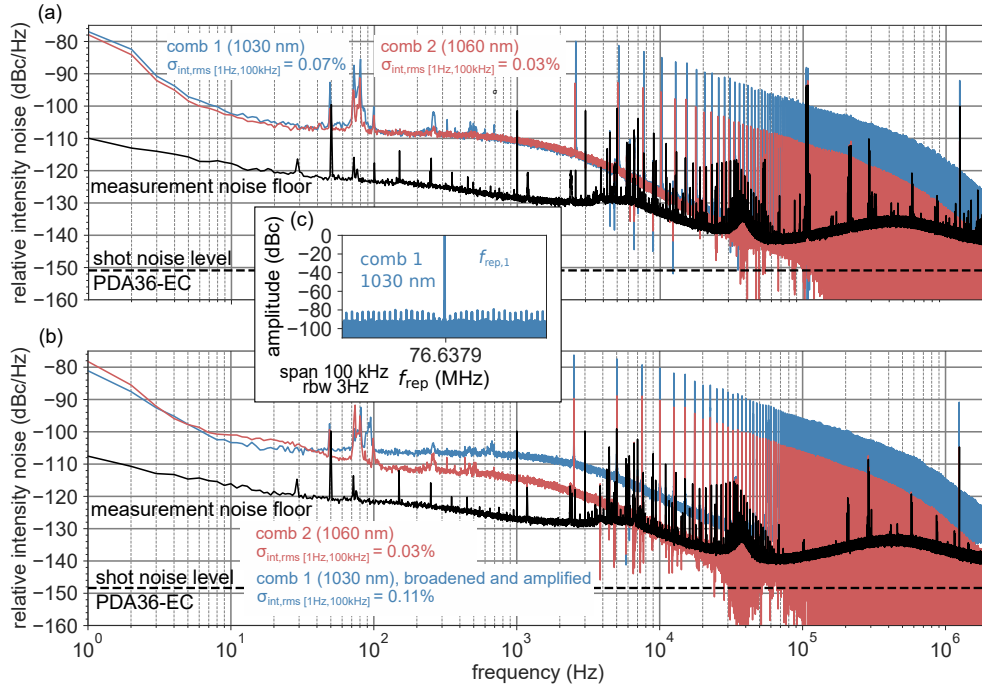 (a)
relative intensity noise (dBc/Hz)
−80
−90
−100
−110
−120
−130
−140
−150
−160
comb 1 (1030 nm)
σint,rms [1Hz,100kHz] = 0.07%
comb 2 (1060 nm)
σint,rms [1Hz,100kHz] = 0.03%
measurement noise floor
shot noise level
PDA36-EC
(c)
amplitude (dBc)
0
−20
−40
−60
−80
−100
comb 1
1030 nm
frep,1
76.6379
span 100 kHz
rbw 3Hz
frep (MHz)
(b)
relative intensity noise (dBc/Hz)
−80
−90
−100
−110
−120
−130
−140
−150
−160
measurement noise floor
comb 2 (1060 nm)
σint,rms [1Hz,100kHz] = 0.03%
shot noise level
PDA36-EC
comb 1 (1030 nm), broadened and amplified
σint,rms [1Hz,100kHz] = 0.11%
10^0
10^1
10^2
10^3
10^4
10^5
10^6
frequency (Hz)